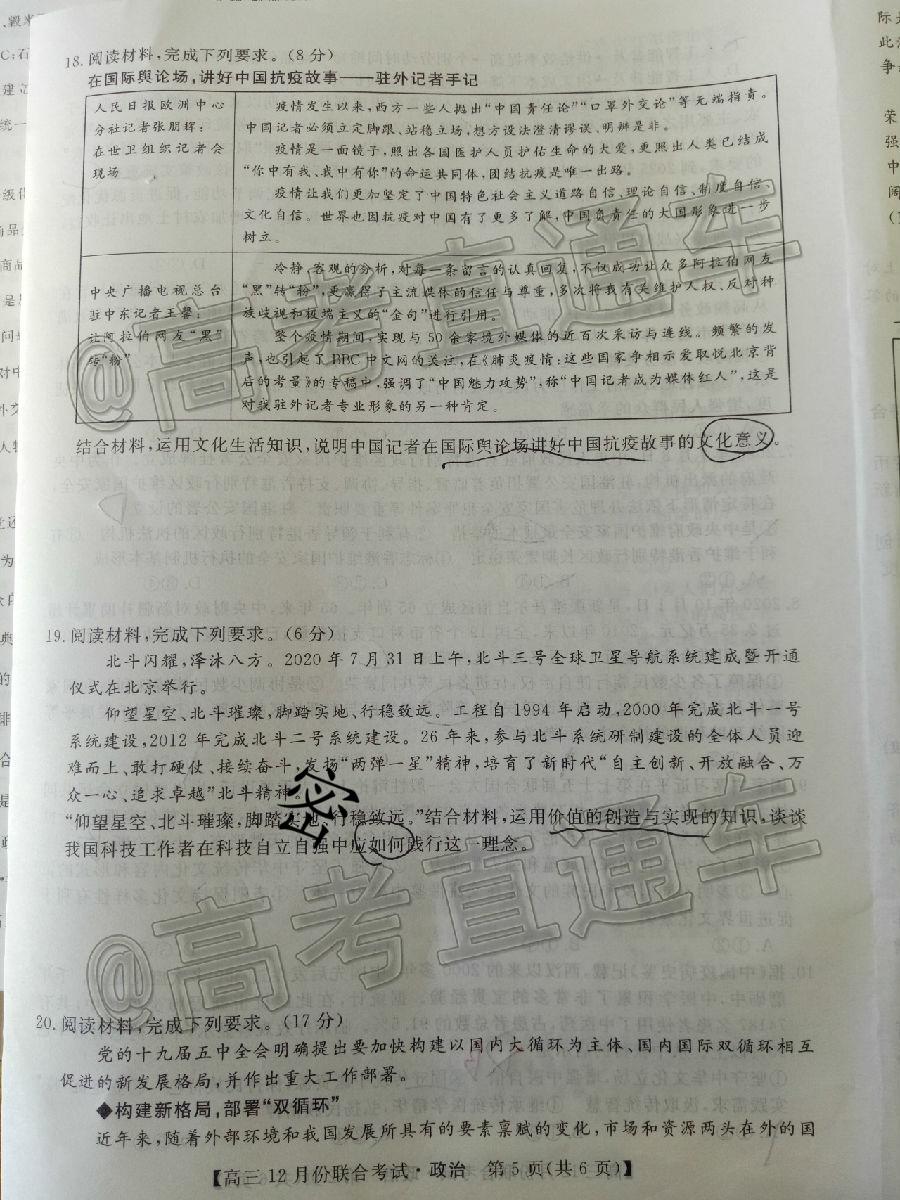 18. 阅读材料,完成下列要求。(8分)
在国际舆论场,讲好中国抗疫故事——驻外记者手记
人民日报欧洲中心
分社记者张朋辉:
在世卫组织记者会
现场
疫情发生以来,西方一些人抛出“中国责任论”“口罩外交论”等无端指责。
中国记者必须立定脚跟、站稳立场,想方设法澄清谬误、明辨是非。
疫情是一面镜子,照出各国医护人员护佑生命的大爱,更照出人类已结成
“你中有我、我中有你”的命运共同体,团结抗疫是唯一出路。
疫情让我们更加坚定了中国特色社会主义道路自信、理论自信、制度自信、
文化自信。世界也因抗疫对中国有了更多了解,中国负责任的大国形象进一步
树立。
中央广播电视总台
驻中东记者王馨:
让阿拉伯网友“黑”
转“粉”
冷静、客观的分析,对每一条留言的认真回复,不仅成功让众多阿拉伯网友
“黑”转“粉”,更赢得了主流媒体的信任与尊重,多次将我有关维护人权、反对种
族歧视和极端主义的“金句”进行引用。
整个疫情期间,实现与50余家境外媒体的近百次采访与连线。频繁的发
声,也引起了BBC中文网的关注,在《肺炎疫情:这些国家争相示爱取悦北京背
后的考量》的专稿中,强调了“中国魅力攻势”,称“中国记者成为媒体红人”,这是
对我驻外记者专业形象的另一种肯定。
结合材料,运用文化生活知识,说明中国记者在国际舆论场讲好中国抗疫故事的文化意义。
19. 阅读材料,完成下列要求。(6分)
北斗闪耀,泽沐八方。2020年7月31日上午,北斗三号全球卫星导航系统建成暨开通
仪式在北京举行。
仰望星空、北斗璀璨,脚踏实地、行稳致远。工程自1994年启动,2000年完成北斗一号
系统建设,2012年完成北斗二号系统建设。26年来,参与北斗系统研制建设的全体人员迎
难而上、敢打硬仗、接续奋斗,发扬“两弹一星”精神,培育了新时代“自主创新、开放融合、万
众一心、追求卓越”北斗精神。
密
“仰望星空、北斗璀璨,脚踏实地、行稳致远。”结合材料,运用价值的创造与实现的知识,谈谈
我国科技工作者在科技自立自强中应如何践行这一理念。
20. 阅读材料,完成下列要求。(17分)
党的十九届五中全会明确提出要加快构建以国内大循环为主体、国内国际双循环相互
促进的新发展格局,并作出重大工作部署。
◆构建新格局,部署“双循环”
近年来,随着外部环境和我国发展所具有的要素禀赋的变化,市场和资源两头在外的国
【高三12月份联合考试·政治 第5页(共6页)】
@高考直通车
@高考直通车